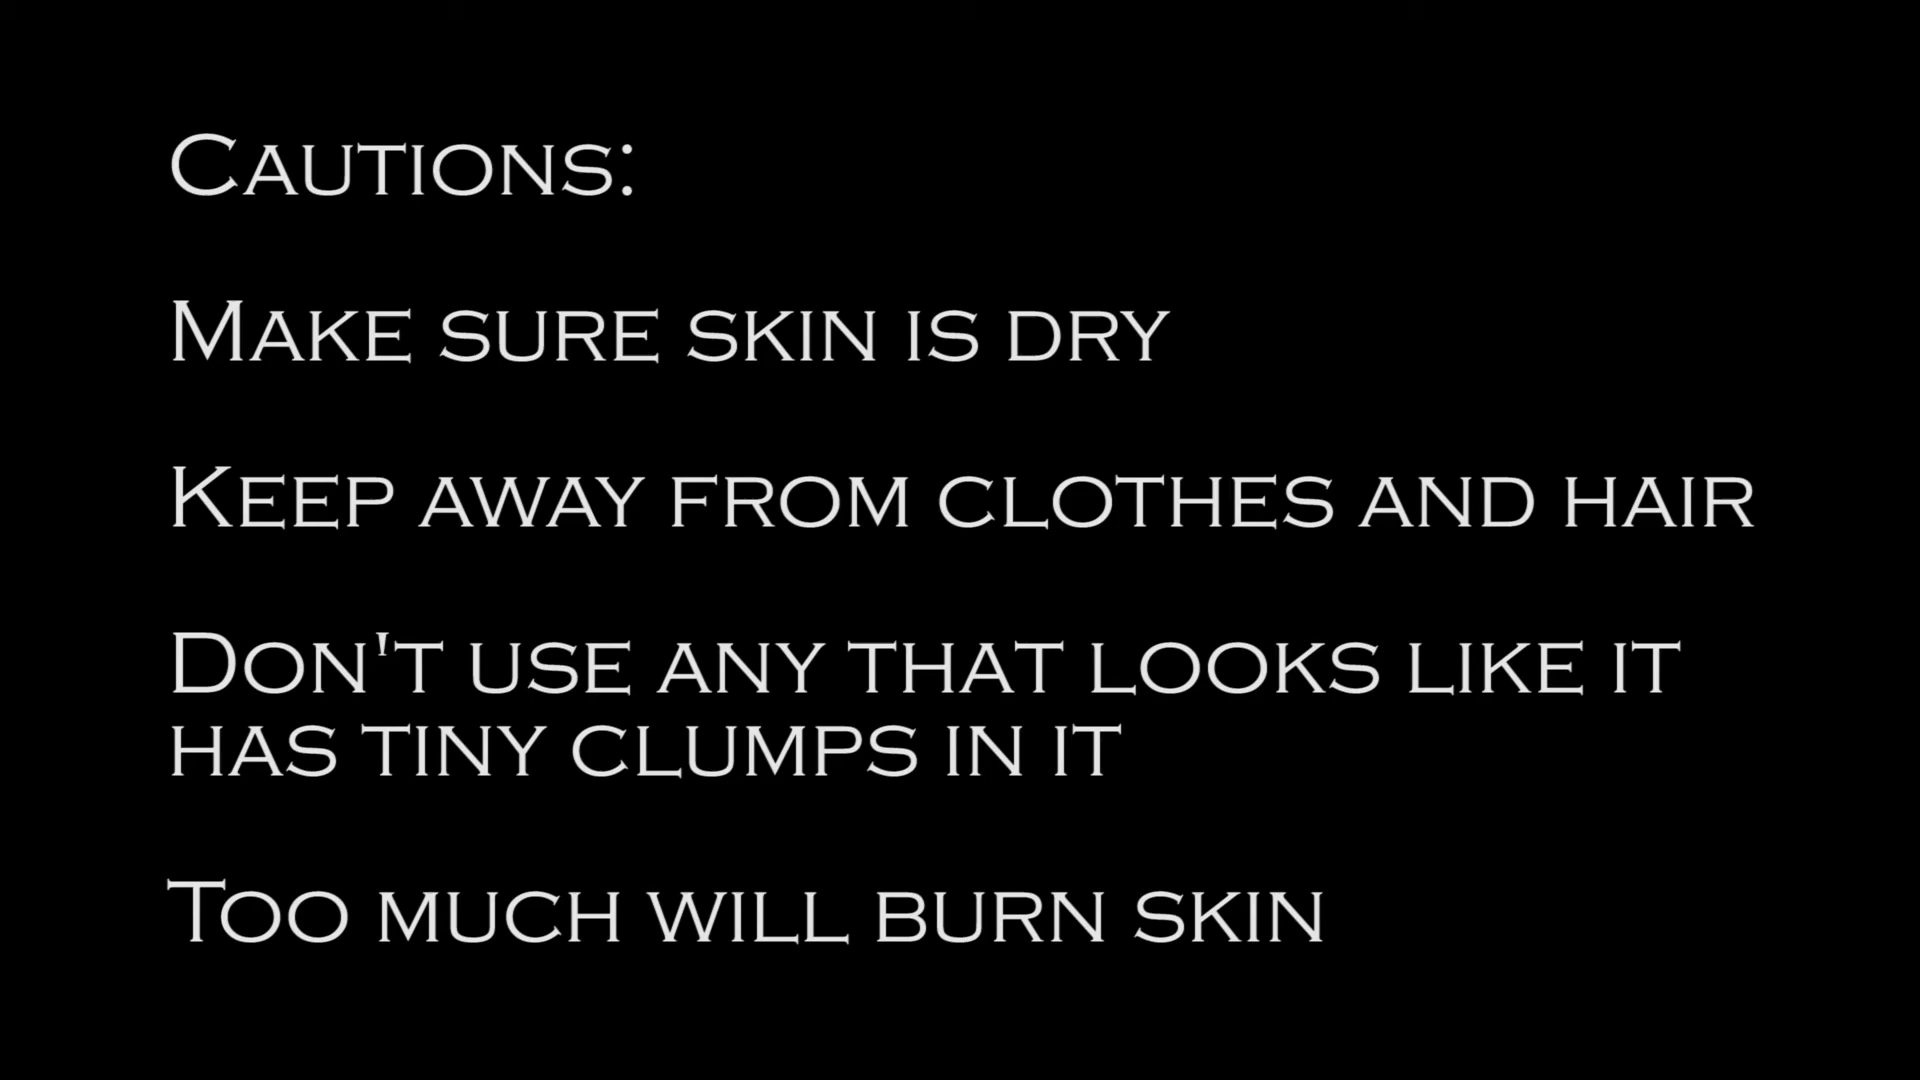 Cautions:
Make sure skin is dry
Keep away from clothes and hair
Don't use any that looks like it
has tiny clumps in it
Too much will burn skin